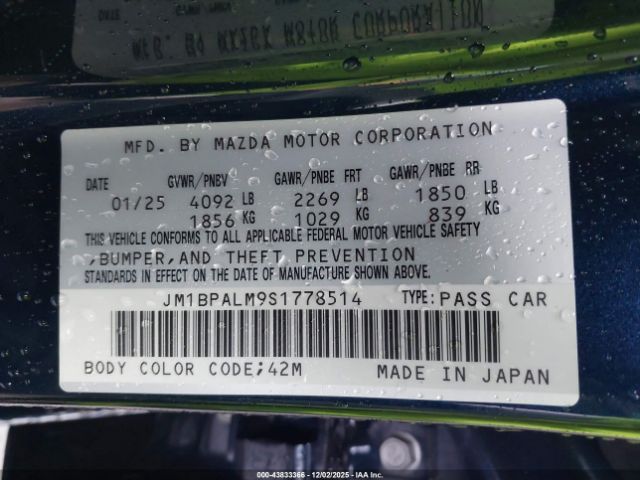 MFD. BY MAZDA MOTOR CORPORATION
DATE GVWR/PNBV GAWR/PNBE FRT GAWR/PNBE RR
01/25 4092 LB 2269 LB 1850 LB
1856 KG 1029 KG 839 KG
THIS VEHICLE CONFORMS TO ALL APPLICABLE FEDERAL MOTOR VEHICLE SAFETY
,BUMPER,AND THEFT PREVENTION
STANDARDS IN EFFECT ON THE DATE OF MANUFACTURE SHOWN ABOVE.
JM1BPALM9S1778514 TYPE:PASS CAR
BODY COLOR CODE;42M MADE IN JAPAN
000-43833366 • 12/02/2025 • IAAI.COM